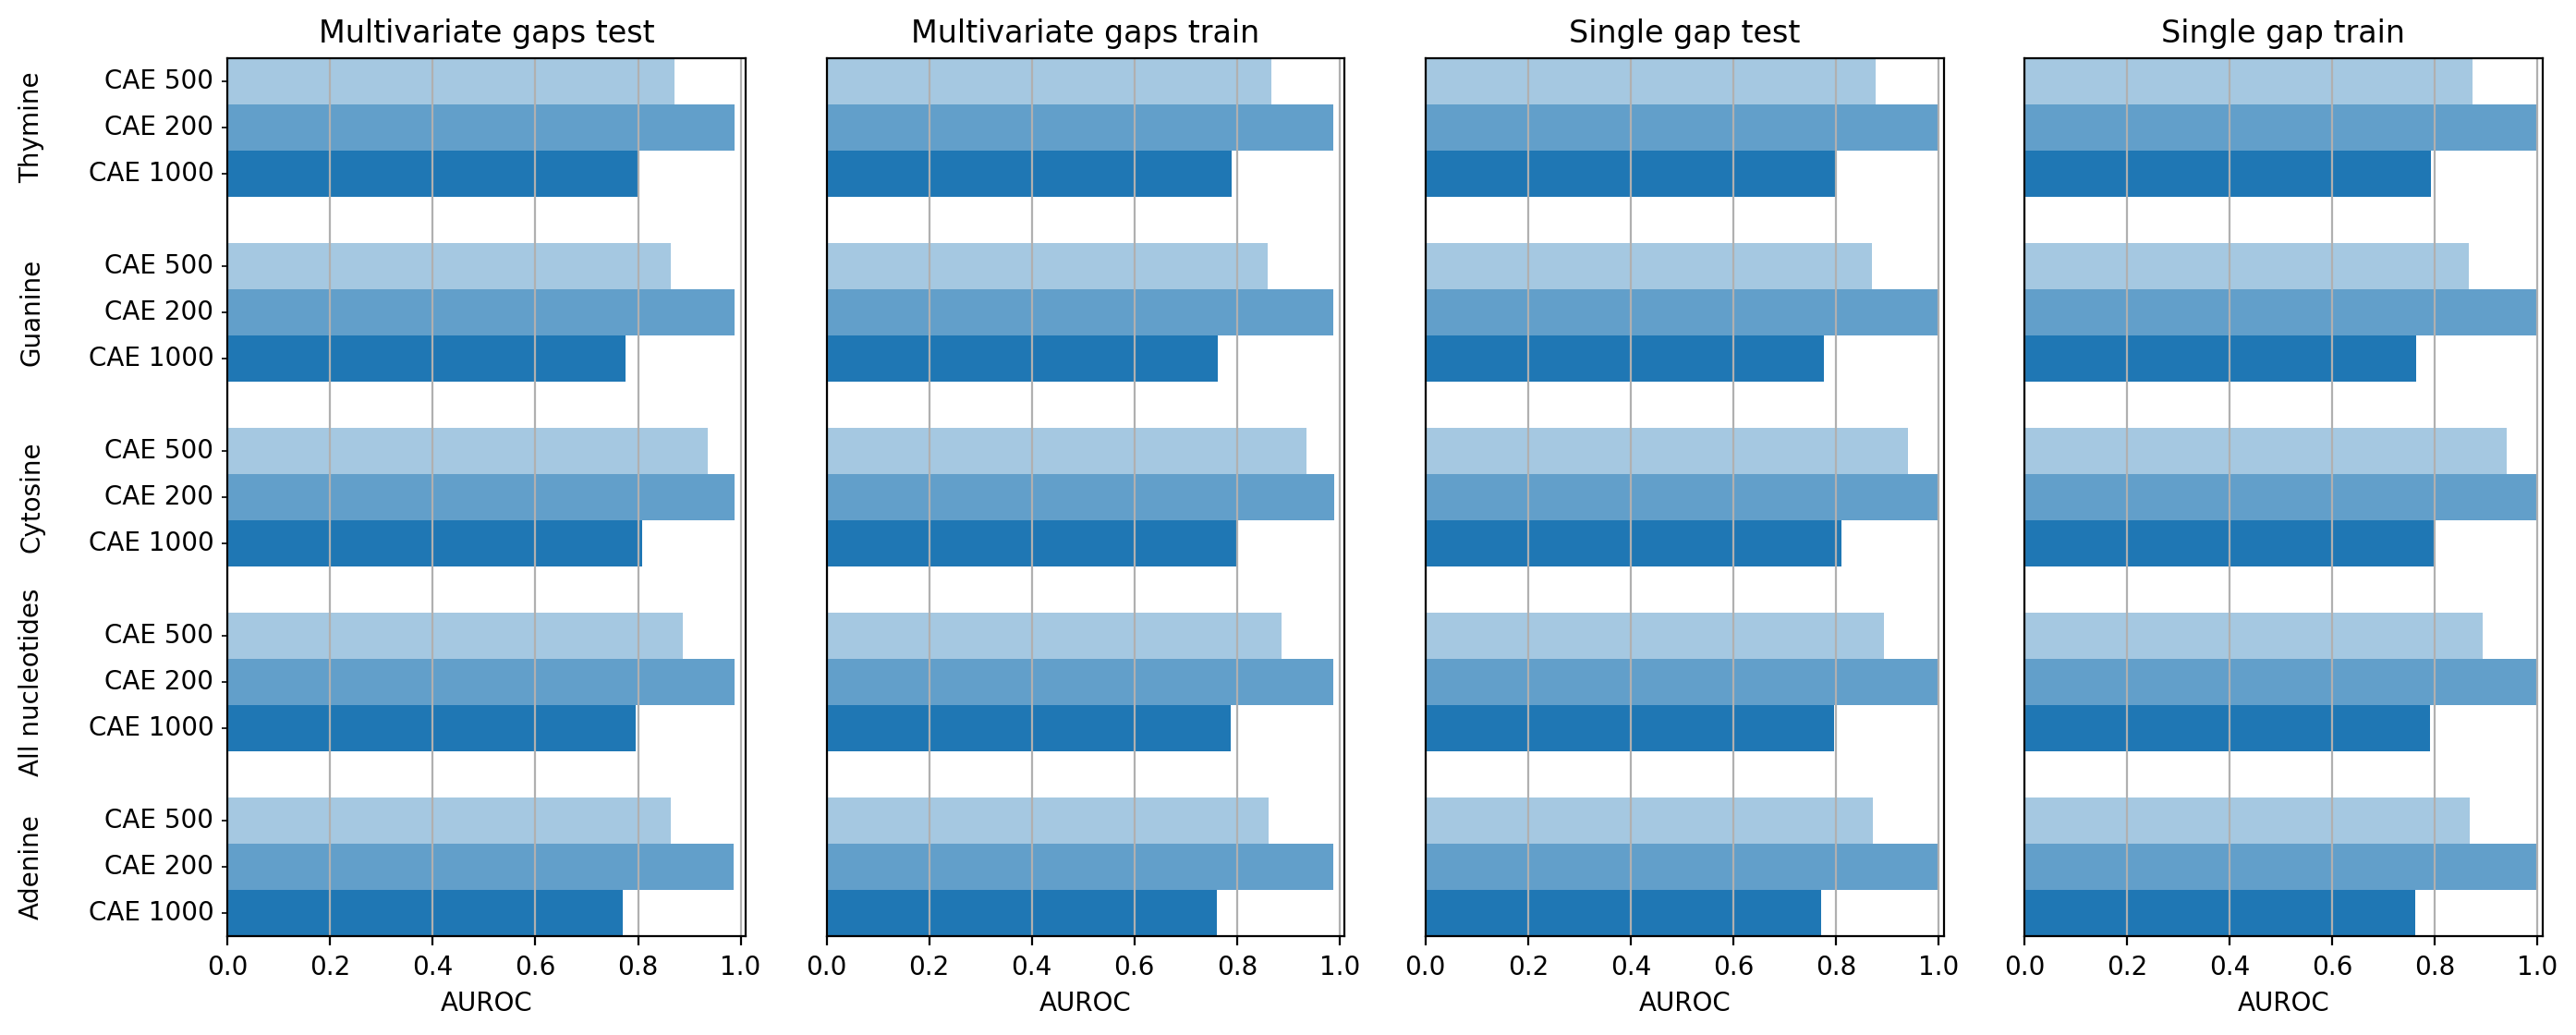 Multivariate gaps test
Multivariate gaps train
Single gap test
Single gap train
Thymine
CAE 500
CAE 200
CAE 1000
Guanine
CAE 500
CAE 200
CAE 1000
Cytosine
CAE 500
CAE 200
CAE 1000
All nucleotides
CAE 500
CAE 200
CAE 1000
Adenine
CAE 500
CAE 200
CAE 1000
0.0 0.2 0.4 0.6 0.8 1.0
0.0 0.2 0.4 0.6 0.8 1.0
0.0 0.2 0.4 0.6 0.8 1.0
0.0 0.2 0.4 0.6 0.8 1.0
AUROC
AUROC
AUROC
AUROC